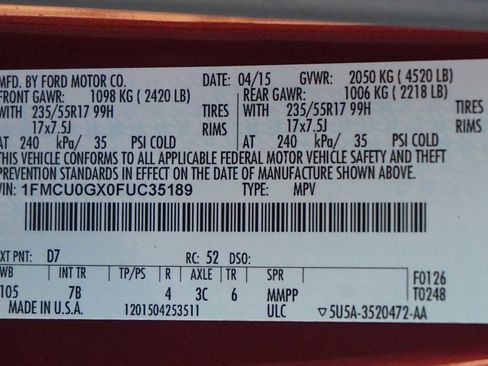 MFD. BY FORD MOTOR CO. DATE: 04/15 GVWR: 2050 KG ( 4520 LB)
FRONT GAWR: 1098 KG ( 2420 LB) REAR GAWR: 1006 KG ( 2218 LB)
WITH 235/55R17 99H TIRES WITH 235/55R17 99H TIRES
17x7.5J RIMS 17x7.5J RIMS
AT 240 kPa/ 35 PSI COLD AT 240 kPa/ 35 PSI COLD
THIS VEHICLE CONFORMS TO ALL APPLICABLE FEDERAL MOTOR VEHICLE SAFETY AND THEFT
PREVENTION STANDARDS IN EFFECT ON THE DATE OF MANUFACTURE SHOWN ABOVE.
VIN: 1FMCU0GX0FUC35189 TYPE: MPV
EXT PNT: D7 RC: 52 DSO:
WB INT TR TP/PS R AXLE TR SPR F0126
105 7B 4 3C 6 MMPP T0248
MADE IN U.S.A. 1201504253511 ULC ▽5U5A-3520472-AA